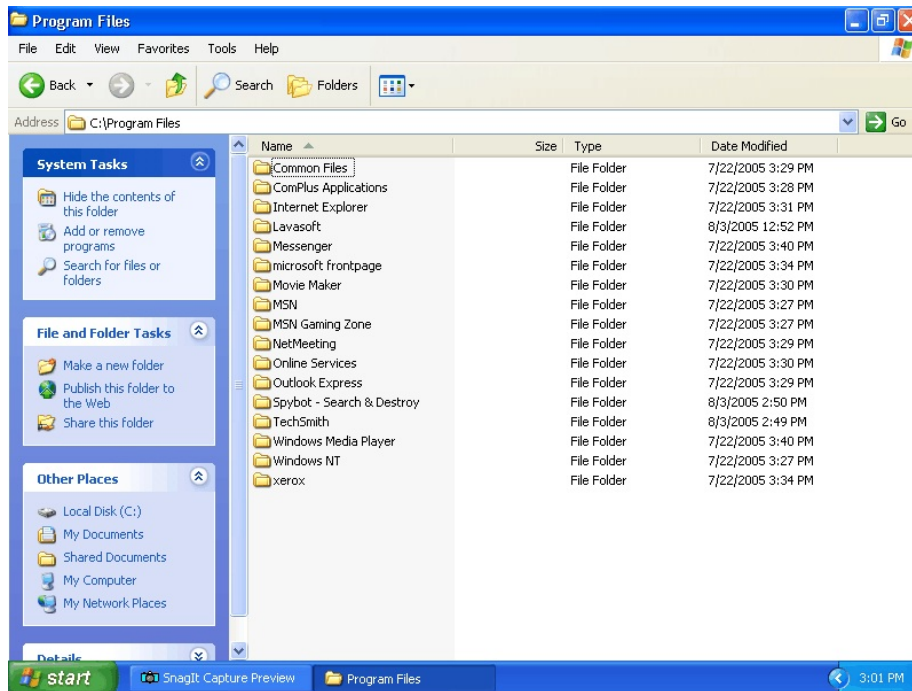 Program Files
File Edit View Favorites Tools Help
Back Search Folders
Address C:\Program Files Go
System Tasks
Hide the contents of
this folder
Add or remove
programs
Search for files or
folders
File and Folder Tasks
Make a new folder
Publish this folder to
the Web
Share this folder
Other Places
Local Disk (C:)
My Documents
Shared Documents
My Computer
My Network Places
Details
Name Size Type Date Modified
Common Files File Folder 7/22/2005 3:29 PM
ComPlus Applications File Folder 7/22/2005 3:28 PM
Internet Explorer File Folder 7/22/2005 3:31 PM
Lavasoft File Folder 8/3/2005 12:52 PM
Messenger File Folder 7/22/2005 3:40 PM
microsoft frontpage File Folder 7/22/2005 3:34 PM
Movie Maker File Folder 7/22/2005 3:30 PM
MSN File Folder 7/22/2005 3:27 PM
MSN Gaming Zone File Folder 7/22/2005 3:27 PM
NetMeeting File Folder 7/22/2005 3:29 PM
Online Services File Folder 7/22/2005 3:30 PM
Outlook Express File Folder 7/22/2005 3:29 PM
Spybot - Search & Destroy File Folder 8/3/2005 2:50 PM
TechSmith File Folder 8/3/2005 2:49 PM
Windows Media Player File Folder 7/22/2005 3:40 PM
Windows NT File Folder 7/22/2005 3:27 PM
xerox File Folder 7/22/2005 3:34 PM
start SnagIt Capture Preview Program Files 3:01 PM